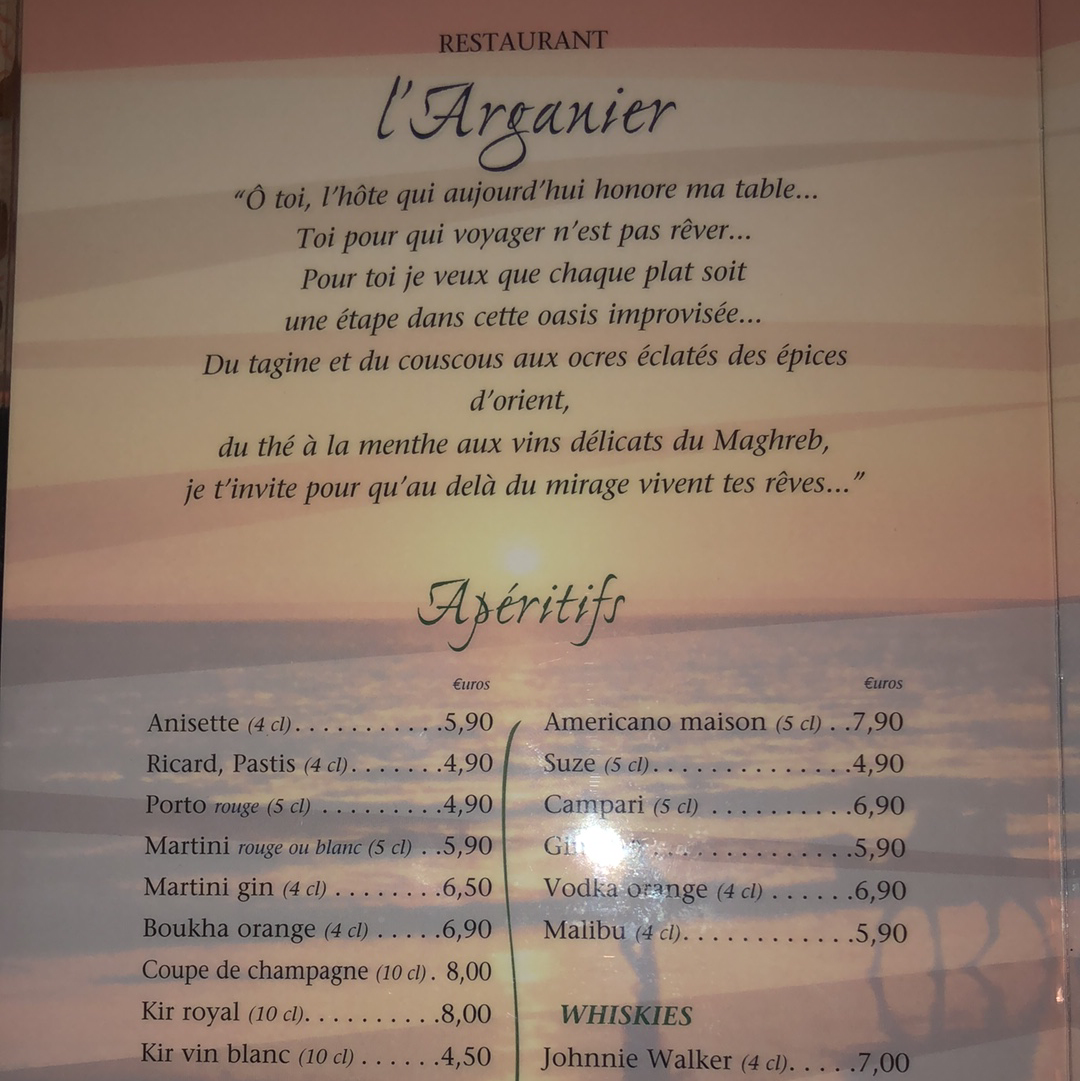 RESTAURANT
l'Arganier
“Ô toi, l'hôte qui aujourd'hui honore ma table...
Toi pour qui voyager n'est pas rêver...
Pour toi je veux que chaque plat soit
une étape dans cette oasis improvisée...
Du tagine et du couscous aux ocres éclatés des épices
d'orient,
du thé à la menthe aux vins délicats du Maghreb,
je t'invite pour qu'au delà du mirage vivent tes rêves...”
Apéritifs
€uros
Anisette (4 cl)...........5,90
Ricard, Pastis (4 cl).......4,90
Porto rouge (5 cl) .........4,90
Martini rouge ou blanc (5 cl) ..5,90
Martini gin (4 cl) ........6,50
Boukha orange (4 cl) .....6,90
Coupe de champagne (10 cl). 8,00
Kir royal (10 cl)..........8,00
Kir vin blanc (10 cl) ......4,50
€uros
Americano maison (5 cl) ..7,90
Suze (5 cl)..............4,90
Campari (5 cl) ..........6,90
5,90
Vodka orange (4 cl) ......6,90
Malibu (4 cl)............5,90
WHISKIES
Johnnie Walker (4 cl).....7,00